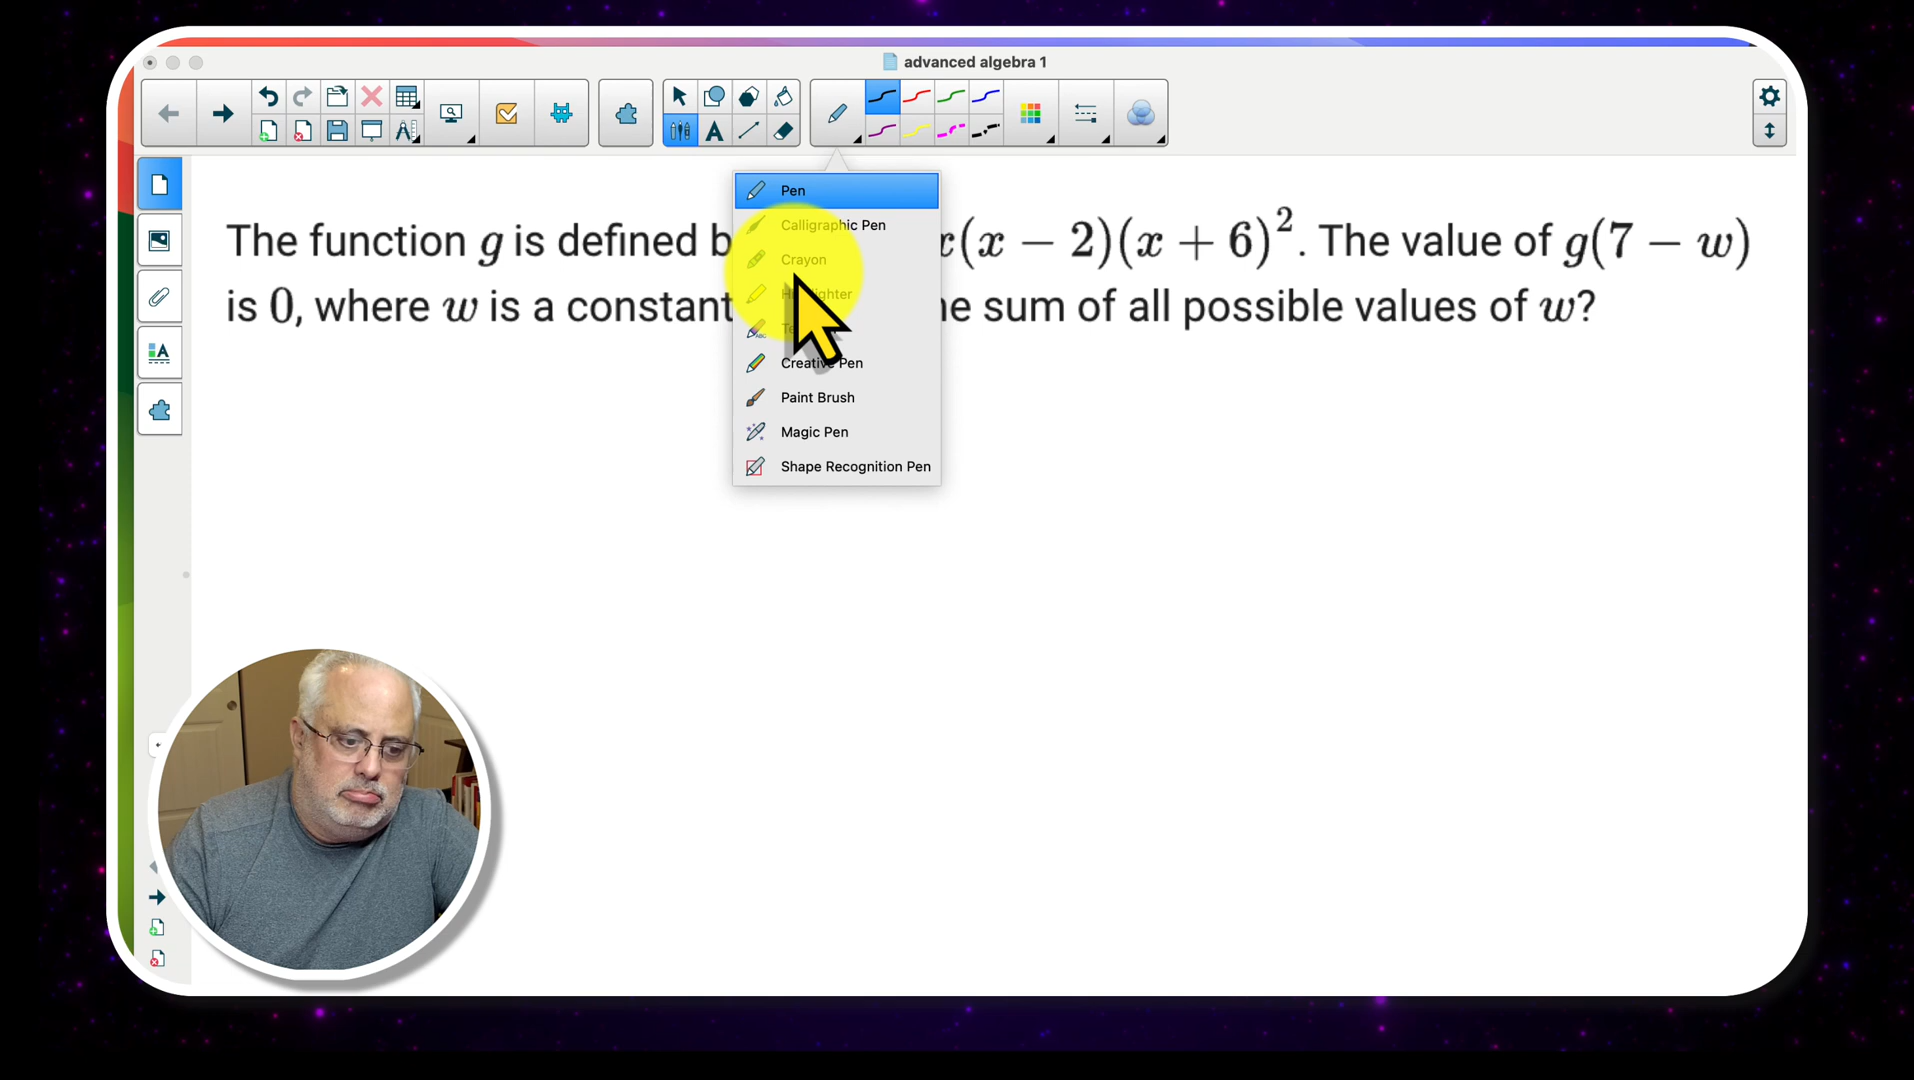 advanced algebra 1
Pen
Calligraphic Pen
Crayon
Highlighter
Creative Pen
Paint Brush
Magic Pen
Shape Recognition Pen
The function g is defined b x(x − 2)(x + 6)². The value of g(7 − w)
is 0, where w is a constant he sum of all possible values of w?